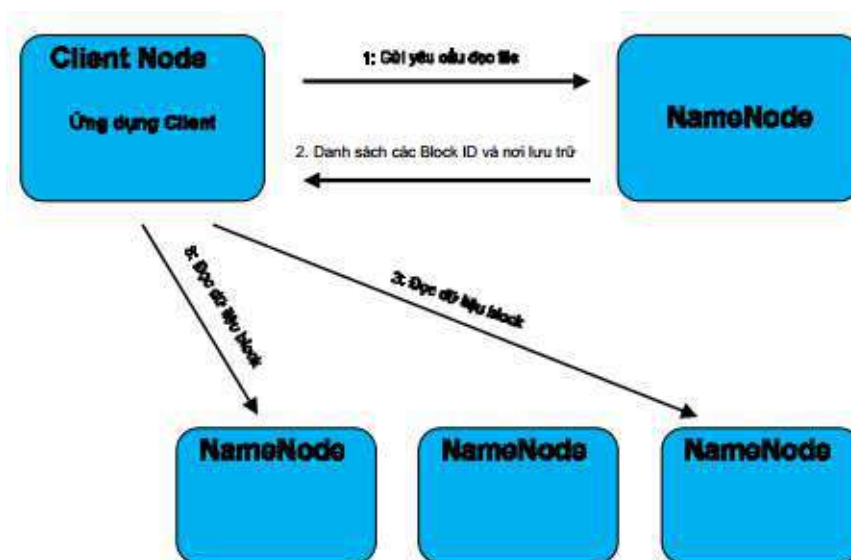 Client Node
Ứng dụng Client
1: Gửi yêu cầu đọc file
NameNode
2. Danh sách các Block ID và nơi lưu trữ
3: Đọc dữ liệu block
3: Đọc dữ liệu block
NameNode
NameNode
NameNode